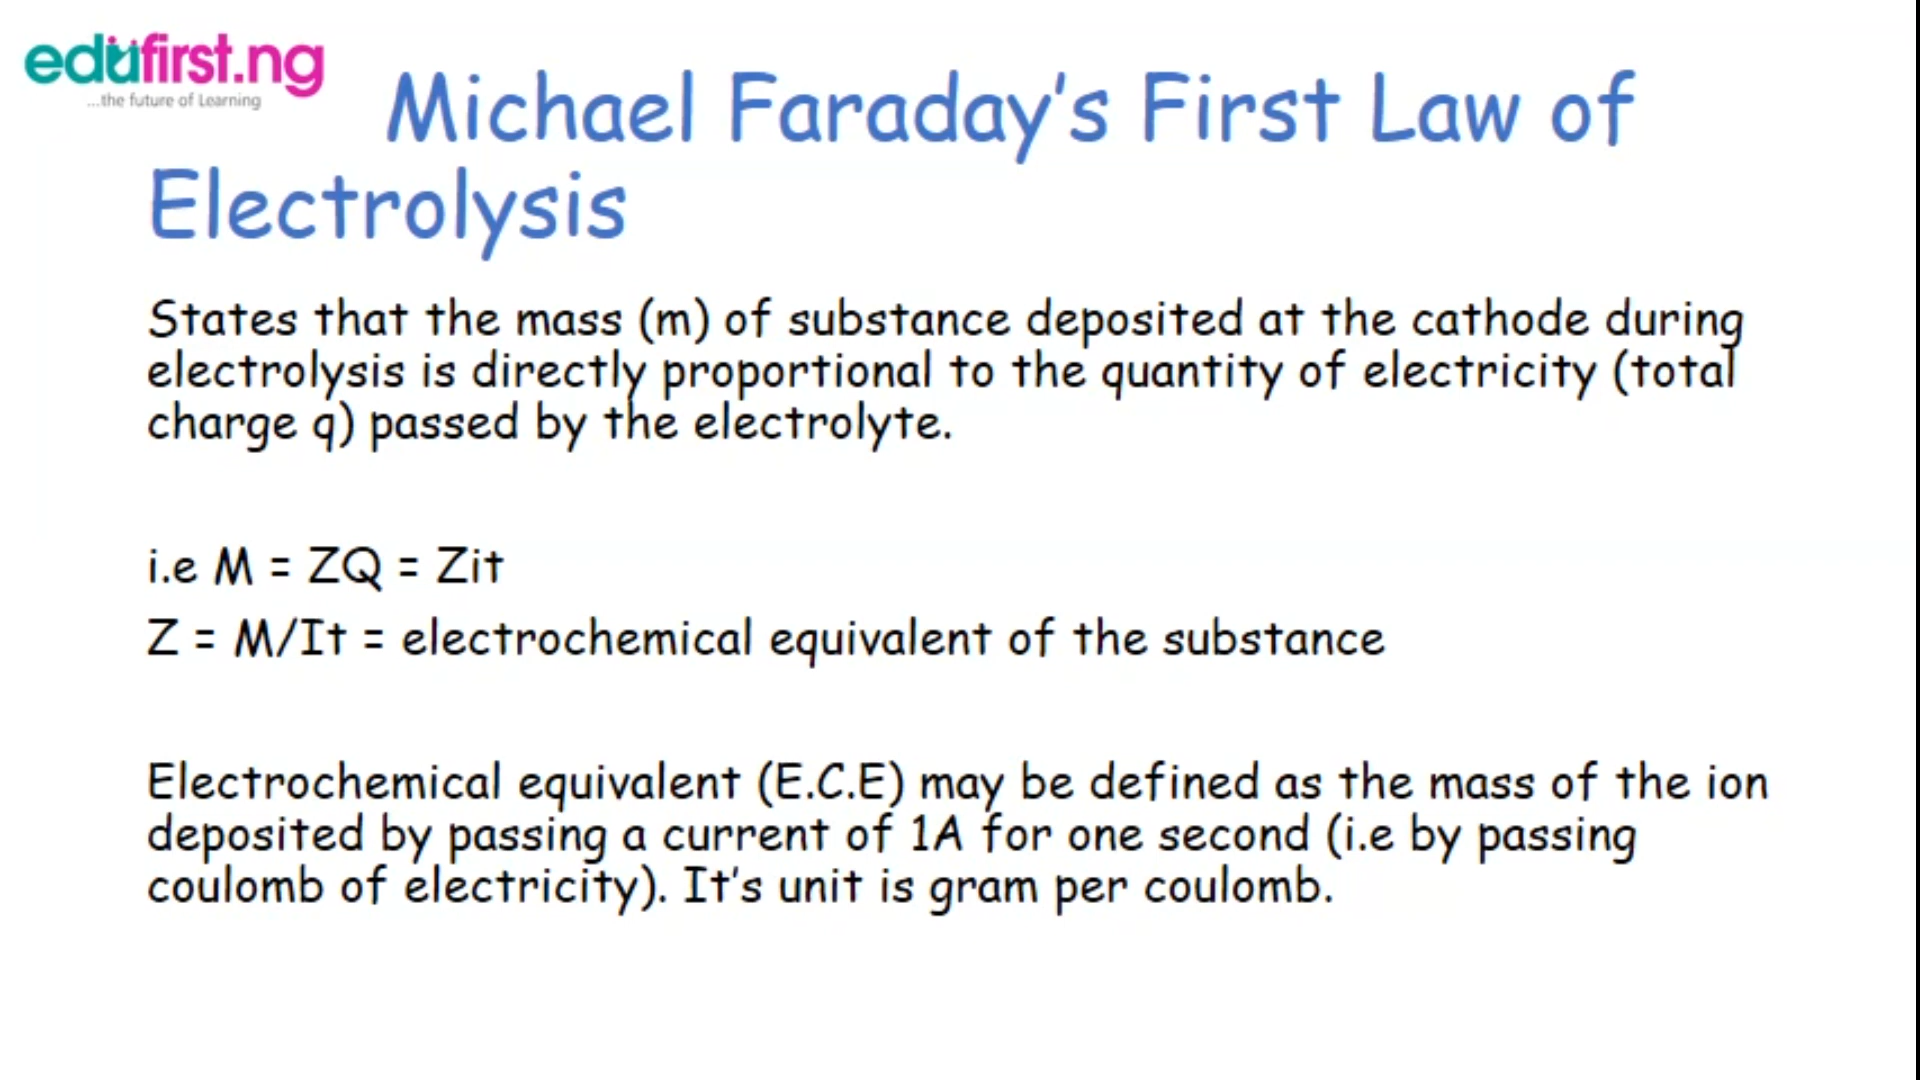 edufirst.ng
...the future of Learning
Michael Faraday's First Law of
Electrolysis
States that the mass (m) of substance deposited at the cathode during
electrolysis is directly proportional to the quantity of electricity (total
charge q) passed by the electrolyte.
i.e M = ZQ = Zit
Z = M/It = electrochemical equivalent of the substance
Electrochemical equivalent (E.C.E) may be defined as the mass of the ion
deposited by passing a current of 1A for one second (i.e by passing
coulomb of electricity). It's unit is gram per coulomb.